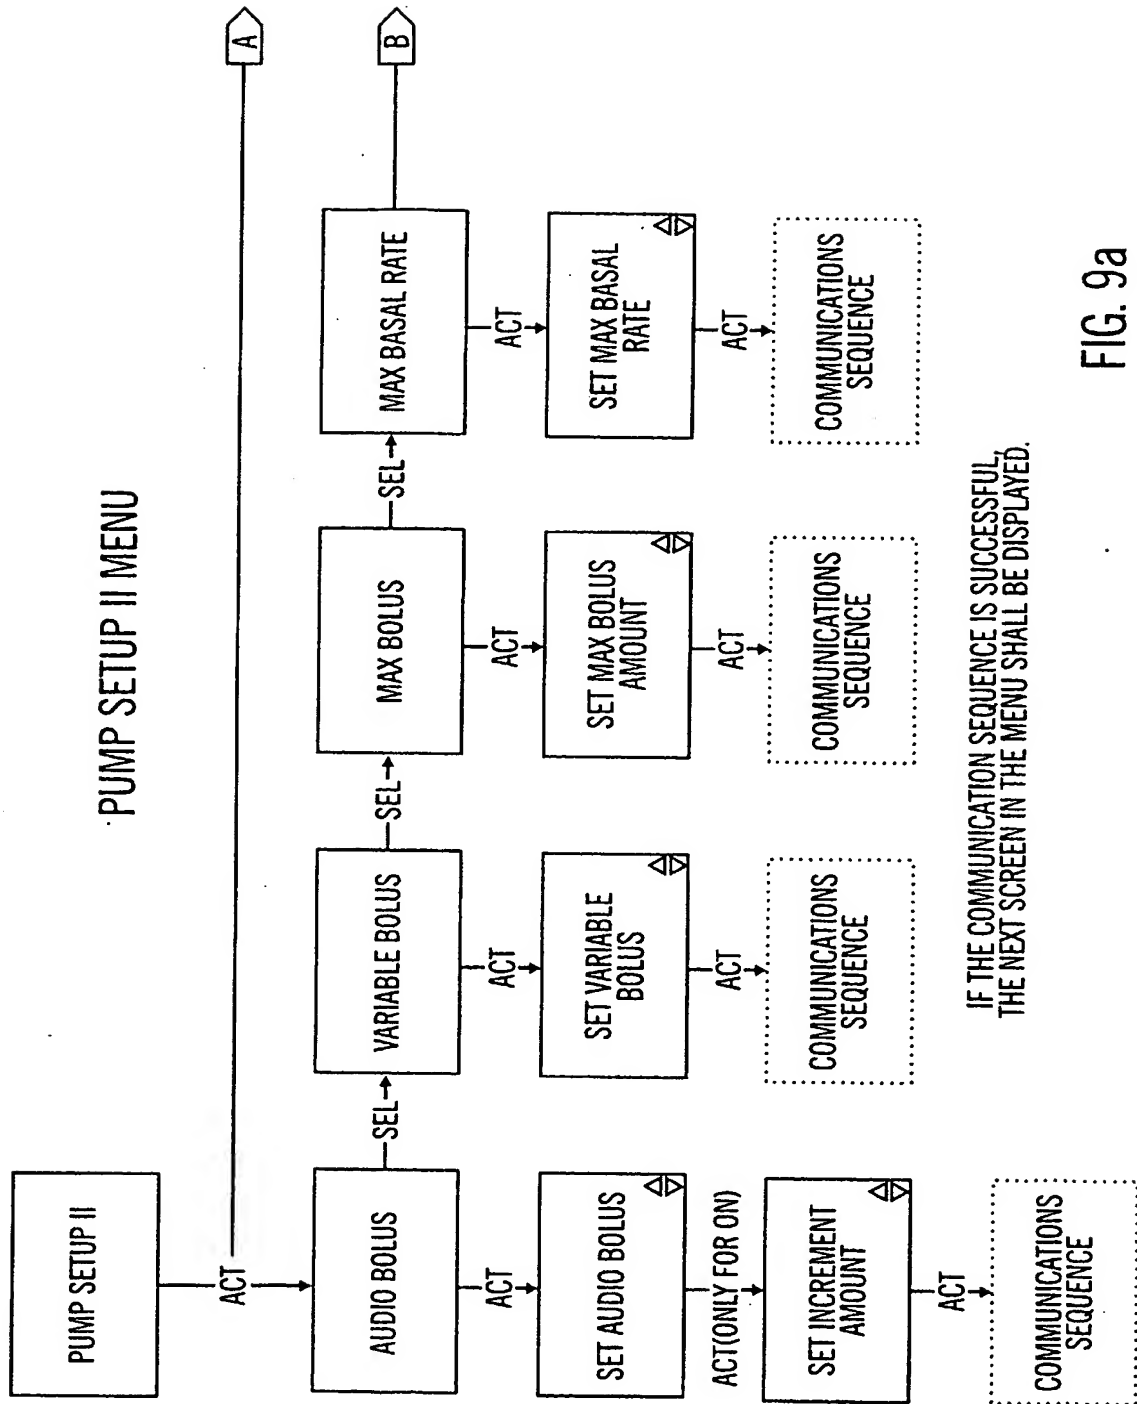 PUMP SETUP II MENU
PUMP SETUP II
ACT
A
AUDIO BOLUS
SEL
VARIABLE BOLUS
SEL
MAX BOLUS
SEL
MAX BASAL RATE
B
ACT
ACT
ACT
ACT
SET AUDIO BOLUS
SET VARIABLE
BOLUS
SET MAX BOLUS
AMOUNT
SET MAX BASAL
RATE
ACT(ONLY FOR ON)
ACT
ACT
ACT
SET INCREMENT
AMOUNT
COMMUNICATIONS
SEQUENCE
COMMUNICATIONS
SEQUENCE
COMMUNICATIONS
SEQUENCE
ACT
COMMUNICATIONS
SEQUENCE
IF THE COMMUNICATION SEQUENCE IS SUCCESSFUL,
THE NEXT SCREEN IN THE MENU SHALL BE DISPLAYED.
FIG. 9a